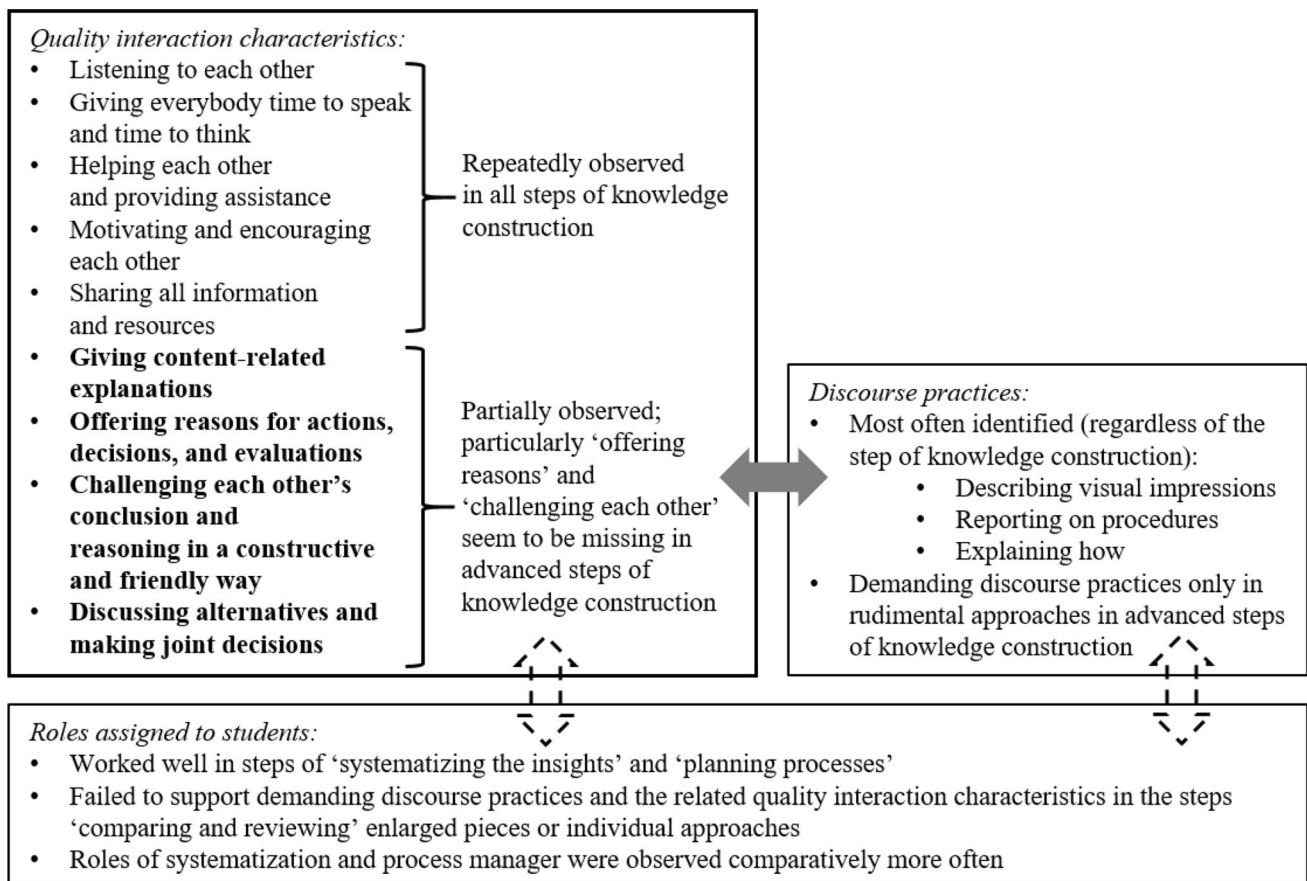 Quality interaction characteristics:
• Listening to each other
• Giving everybody time to speak
and time to think
• Helping each other
and providing assistance
• Motivating and encouraging
each other
• Sharing all information
and resources
Repeatedly observed
in all steps of knowledge
construction
• Giving content-related
explanations
• Offering reasons for actions,
decisions, and evaluations
• Challenging each other’s
conclusion and
reasoning in a constructive
and friendly way
• Discussing alternatives and
making joint decisions
Partially observed;
particularly ‘offering
reasons’ and
‘challenging each other’
seem to be missing in
advanced steps of
knowledge construction
Discourse practices:
• Most often identified (regardless of the
step of knowledge construction):
• Describing visual impressions
• Reporting on procedures
• Explaining how
• Demanding discourse practices only in
rudimental approaches in advanced steps
of knowledge construction
Roles assigned to students:
• Worked well in steps of ‘systematizing the insights’ and ‘planning processes’
• Failed to support demanding discourse practices and the related quality interaction characteristics in the steps
‘comparing and reviewing’ enlarged pieces or individual approaches
• Roles of systematization and process manager were observed comparatively more often